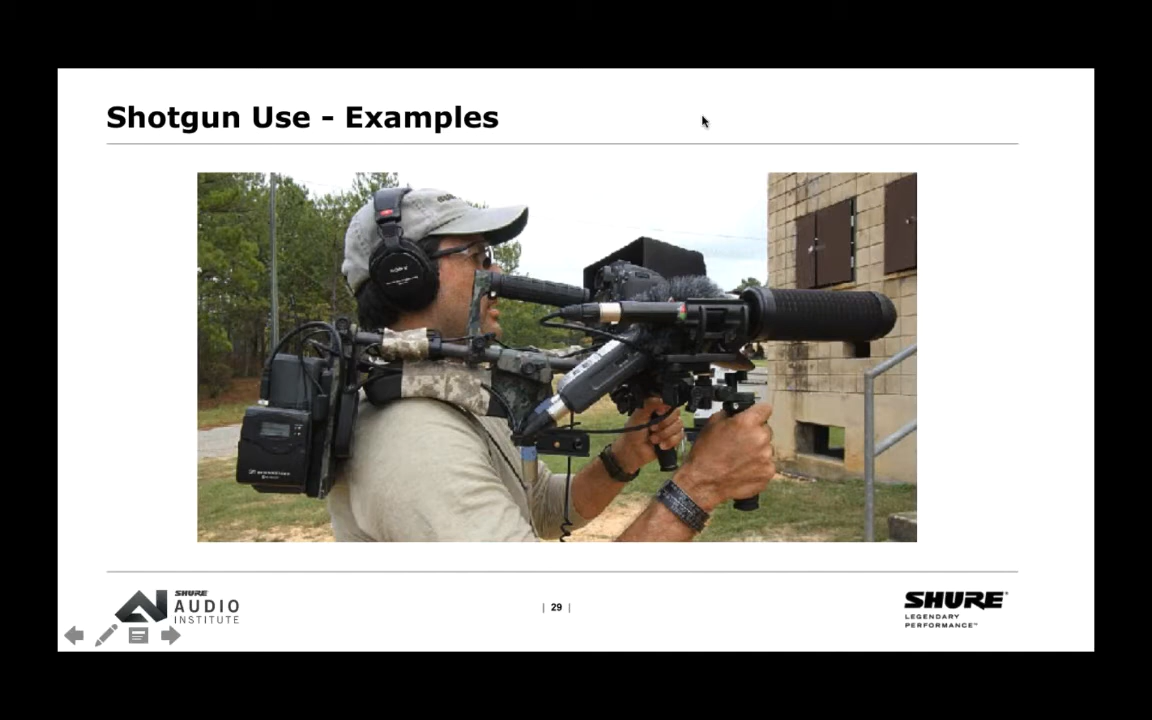 Shotgun Use - Examples
SHURE
AUDIO
INSTITUTE
| 29 |
SHURE
LEGENDARY
PERFORMANCE™